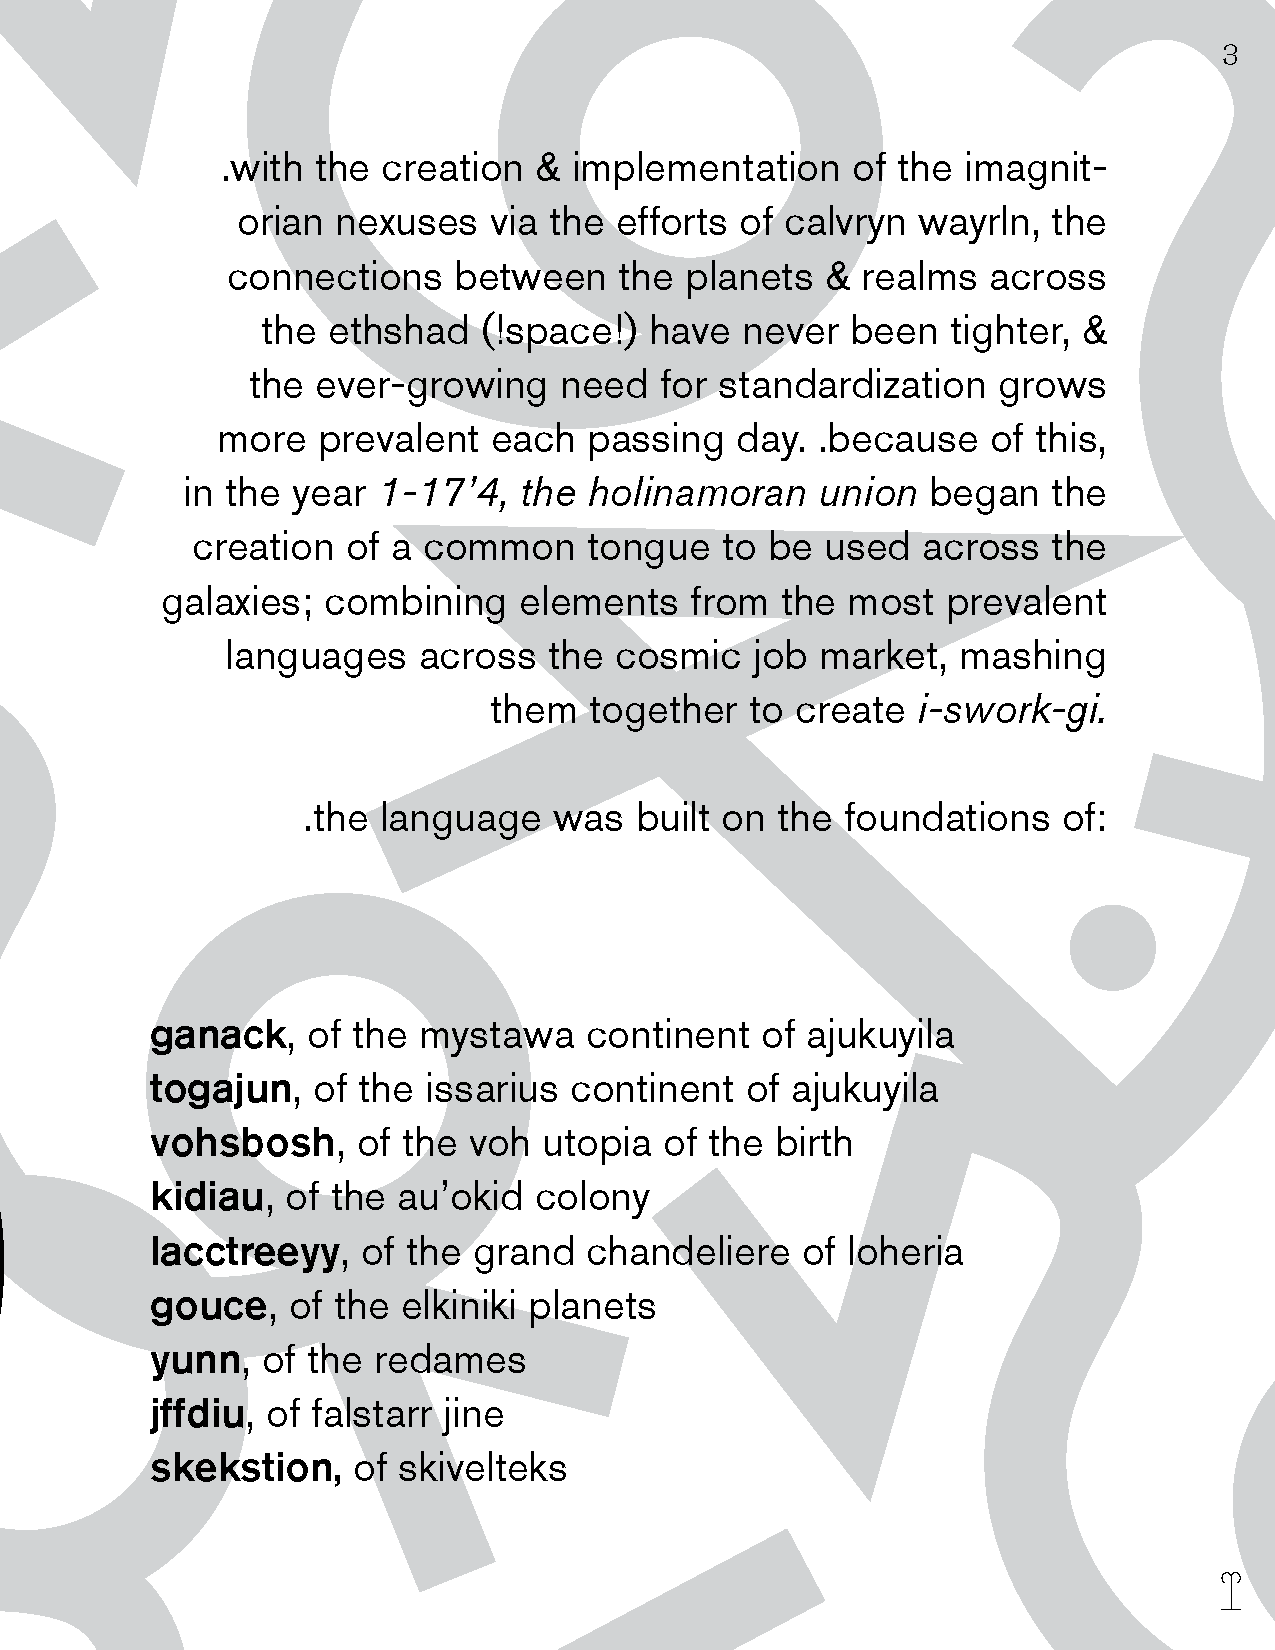 3
.with the creation & implementation of the imagnit-
orian nexuses via the efforts of calvryn wayrln, the
connections between the planets & realms across
the ethshad (!space!) have never been tighter, &
the ever-growing need for standardization grows
more prevalent each passing day. .because of this,
in the year 1-17’4, the holinamoran union began the
creation of a common tongue to be used across the
galaxies; combining elements from the most prevalent
languages across the cosmic job market, mashing
them together to create i-swork-gi.
.the language was built on the foundations of:
ganack, of the mystawa continent of ajukuyila
togajun, of the issarius continent of ajukuyila
vohsbosh, of the voh utopia of the birth
kidiau, of the au’okid colony
lacctreeyy, of the grand chandeliere of loheria
gouce, of the elkiniki planets
yunn, of the redames
jffdiu, of falstarr jine
skekstion, of skivelteks